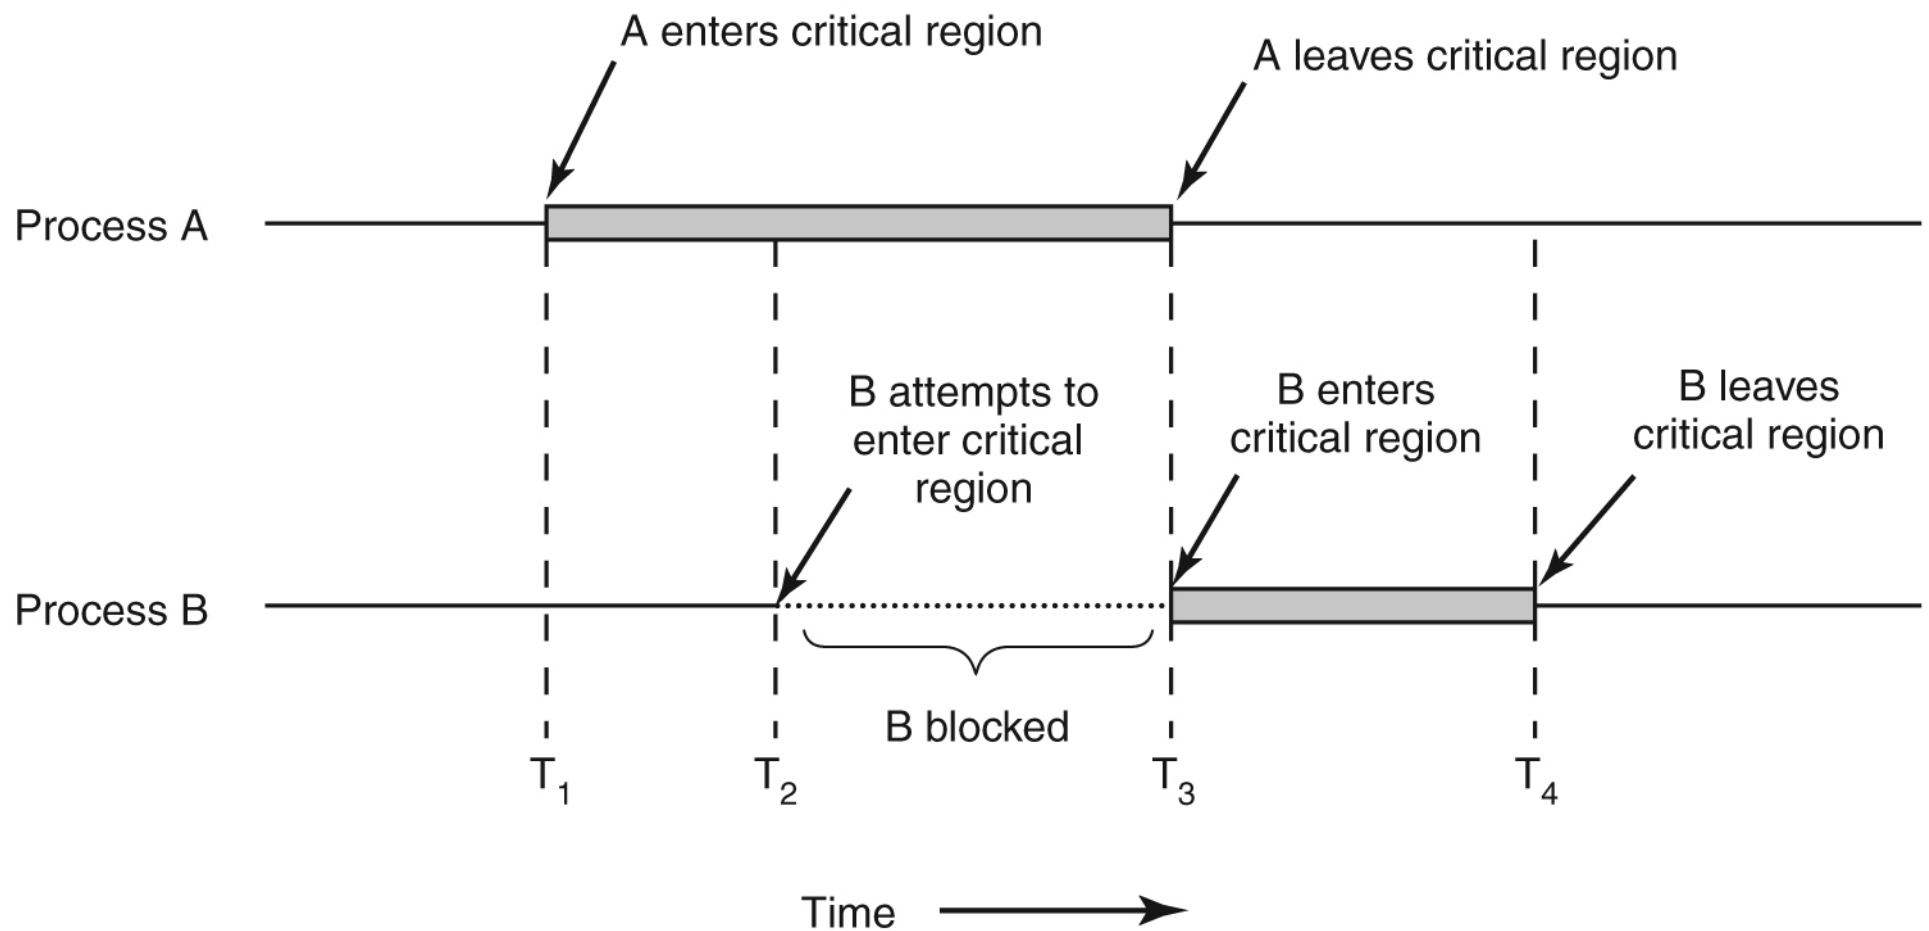 A enters critical region
A leaves critical region
Process A
B attempts to
enter critical
region
B enters
critical region
B leaves
critical region
Process B
B blocked
T1
T2
T3
T4
Time